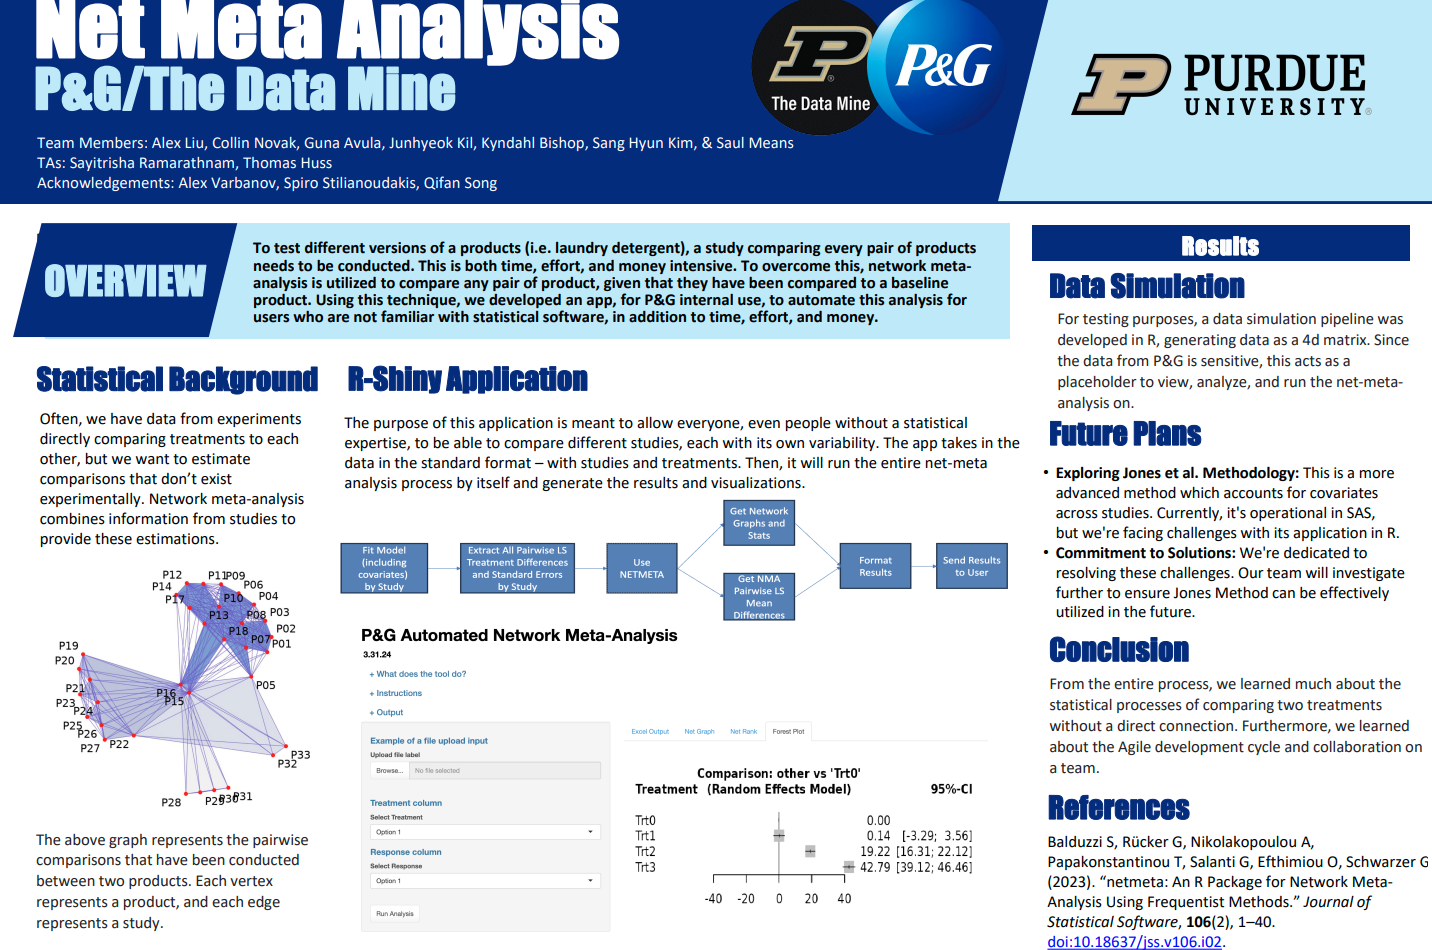 Net Meta Analysis
P&G/The Data Mine
Team Members: Alex Liu, Collin Novak, Guna Avula, Junhyeok Kil, Kyndahl Bishop, Sang Hyun Kim, & Saul Means
TAs: Sayitrisha Ramarathnam, Thomas Huss
Acknowledgements: Alex Varbanov, Spiro Stilianoudakis, Qifan Song
P
®
The Data Mine
P&G
P
PURDUE
UNIVERSITY®
OVERVIEW
To test different versions of a products (i.e. laundry detergent), a study comparing every pair of products
needs to be conducted. This is both time, effort, and money intensive. To overcome this, network meta-
analysis is utilized to compare any pair of product, given that they have been compared to a baseline
product. Using this technique, we developed an app, for P&G internal use, to automate this analysis for
users who are not familiar with statistical software, in addition to time, effort, and money.
Statistical Background
Often, we have data from experiments
directly comparing treatments to each
other, but we want to estimate
comparisons that don't exist
experimentally. Network meta-analysis
combines information from studies to
provide these estimations.
P12
P11
P09
P14
P06
P17
P10
P04
P13
P08
P03
P18
P02
P07
P01
P19
P20
P05
P21
P16
P15
P23
P24
P25
P26
P27
P22
P33
P32
P28
P29
P30
P31
The above graph represents the pairwise
comparisons that have been conducted
between two products. Each vertex
represents a product, and each edge
represents a study.
R-Shiny Application
The purpose of this application is meant to allow everyone, even people without a statistical
expertise, to be able to compare different studies, each with its own variability. The app takes in the
data in the standard format – with studies and treatments. Then, it will run the entire net-meta
analysis process by itself and generate the results and visualizations.
Fit Model
(including
covariates)
by Study
Extract All Pairwise LS
Treatment Differences
and Standard Errors
by Study
Use
NETMETA
Get Network
Graphs and
Stats
Get NMA
Pairwise LS
Mean
Differences
Format
Results
Send Results
to User
P&G Automated Network Meta-Analysis
3.31.24
+ What does the tool do?
+ Instructions
+ Output
Example of a file upload input
Upload file label
Browse... No file selected
Treatment column
Select Treatment
Option 1
Response column
Select Response
Option 1
Run Analysis
Excel Output Net Graph Net Rank Forest Plot
Comparison: other vs 'Trt0'
Treatment (Random Effects Model) 95%-CI
Trt0 0.00
Trt1 0.14 [-3.29; 3.56]
Trt2 19.22 [16.31; 22.12]
Trt3 42.79 [39.12; 46.46]
-40 -20 0 20 40
Results
Data Simulation
For testing purposes, a data simulation pipeline was
developed in R, generating data as a 4d matrix. Since
the data from P&G is sensitive, this acts as a
placeholder to view, analyze, and run the net-meta-
analysis on.
Future Plans
• Exploring Jones et al. Methodology: This is a more
advanced method which accounts for covariates
across studies. Currently, it's operational in SAS,
but we're facing challenges with its application in R.
• Commitment to Solutions: We're dedicated to
resolving these challenges. Our team will investigate
further to ensure Jones Method can be effectively
utilized in the future.
Conclusion
From the entire process, we learned much about the
statistical processes of comparing two treatments
without a direct connection. Furthermore, we learned
about the Agile development cycle and collaboration on
a team.
References
Balduzzi S, Rücker G, Nikolakopoulou A,
Papakonstantinou T, Salanti G, Efthimiou O, Schwarzer G
(2023). "netmeta: An R Package for Network Meta-
Analysis Using Frequentist Methods." Journal of
Statistical Software, 106(2), 1–40.
doi:10.18637/jss.v106.i02.